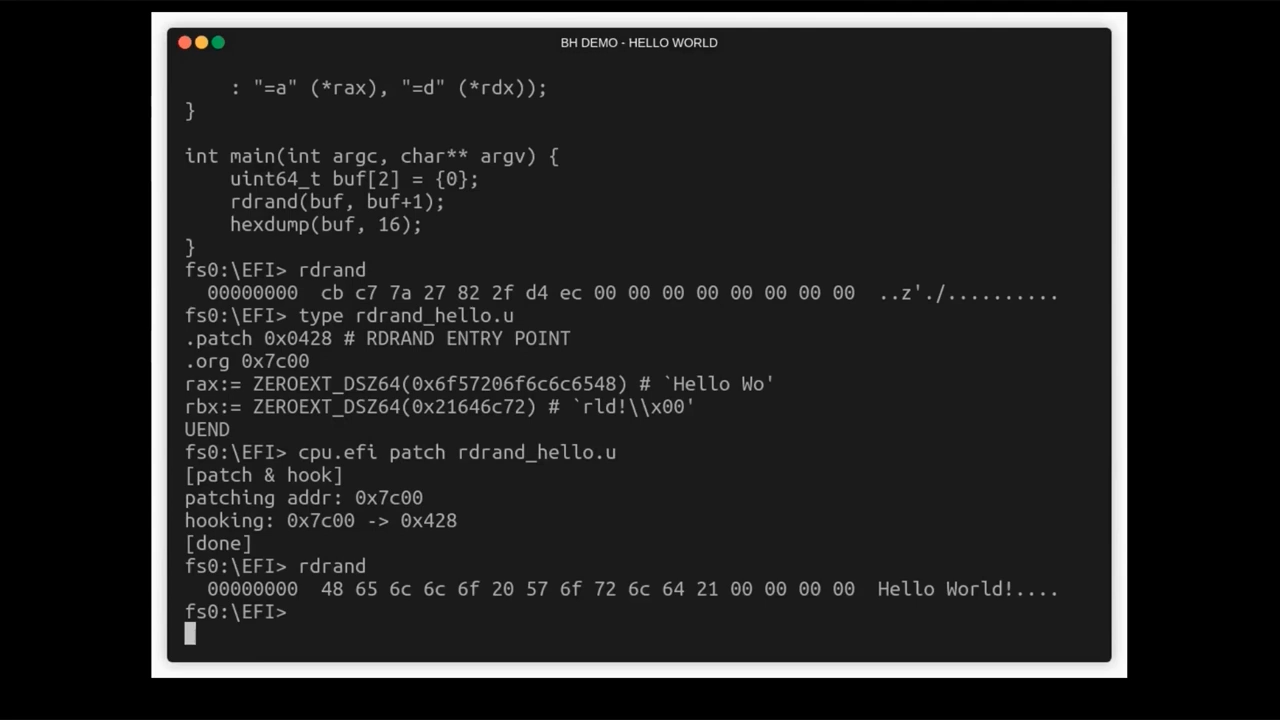 BH DEMO - HELLO WORLD
    : "=a" (*rax), "=d" (*rdx));
}
int main(int argc, char** argv) {
    uint64_t buf[2] = {0};
    rdrand(buf, buf+1);
    hexdump(buf, 16);
}
fs0:\EFI> rdrand
  00000000  cb c7 7a 27 82 2f d4 ec 00 00 00 00 00 00 00 00  ..z'./..........
fs0:\EFI> type rdrand_hello.u
.patch 0x0428 # RDRAND ENTRY POINT
.org 0x7c00
rax:= ZEROEXT_DSZ64(0x6f57206f6c6c6548) # `Hello Wo'
rbx:= ZEROEXT_DSZ64(0x21646c72) # `rld!\\x00'
UEND
fs0:\EFI> cpu.efi patch rdrand_hello.u
[patch & hook]
patching addr: 0x7c00
hooking: 0x7c00 -> 0x428
[done]
fs0:\EFI> rdrand
  00000000  48 65 6c 6c 6f 20 57 6f 72 6c 64 21 00 00 00 00  Hello World!....
fs0:\EFI>